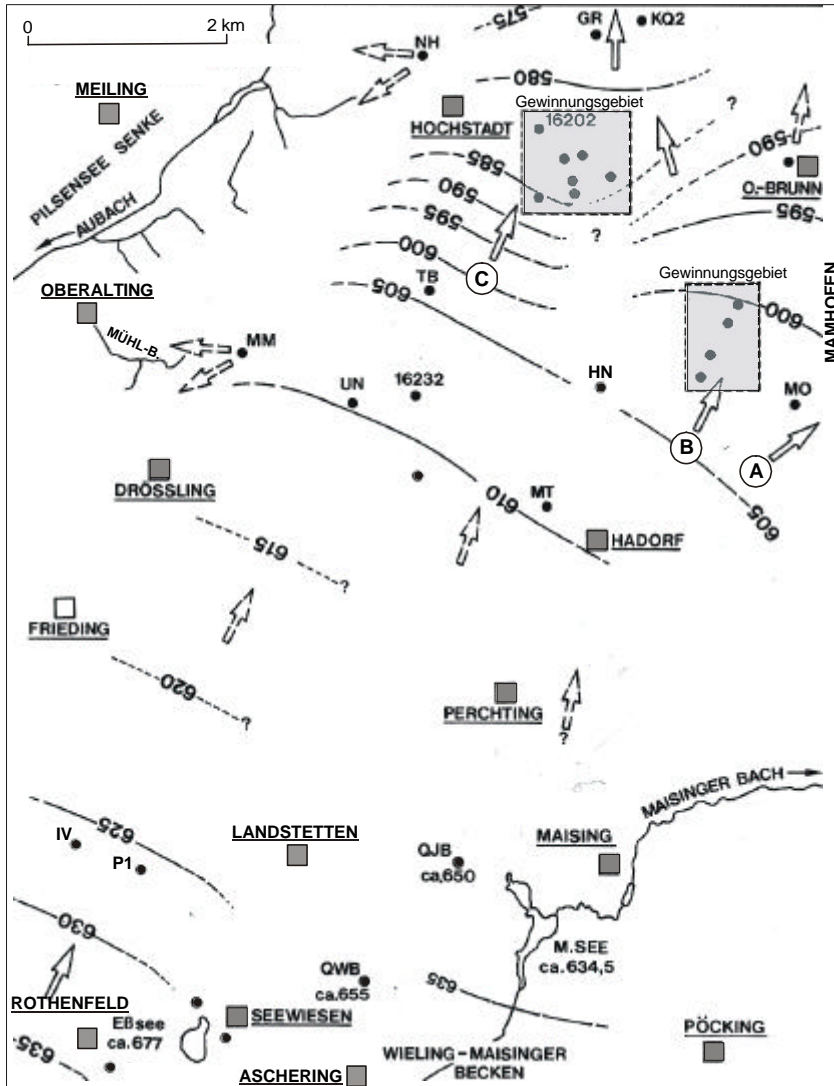 0 2 km
575
GR
KQ2
NH
MEILING
580
?
Gewinnungsgebiet
16202
HOCHSTADT
590
PILSENSEE SENKE
585
O.-BRUNN
590
AUBACH
595
595
?
600
C
TB
Gewinnungsgebiet
605
OBERALTING
600
MAMHOFEN
MÜHL-B.
MM
HN
UN
16232
MO
B
A
DRÖSSLING
610
MT
605
HADORF
615
?
FRIEDING
620
?
PERCHTING
?
MAISINGER BACH
625
IV
LANDSTETTEN
QJB
ca,650
MAISING
P1
630
M.SEE
ca. 634,5
QWB
ca.655
635
ROTHENFELD
Eßsee
ca.677
SEEWIESEN
635
WIELING-MAISINGER
BECKEN
PÖCKING
ASCHERING